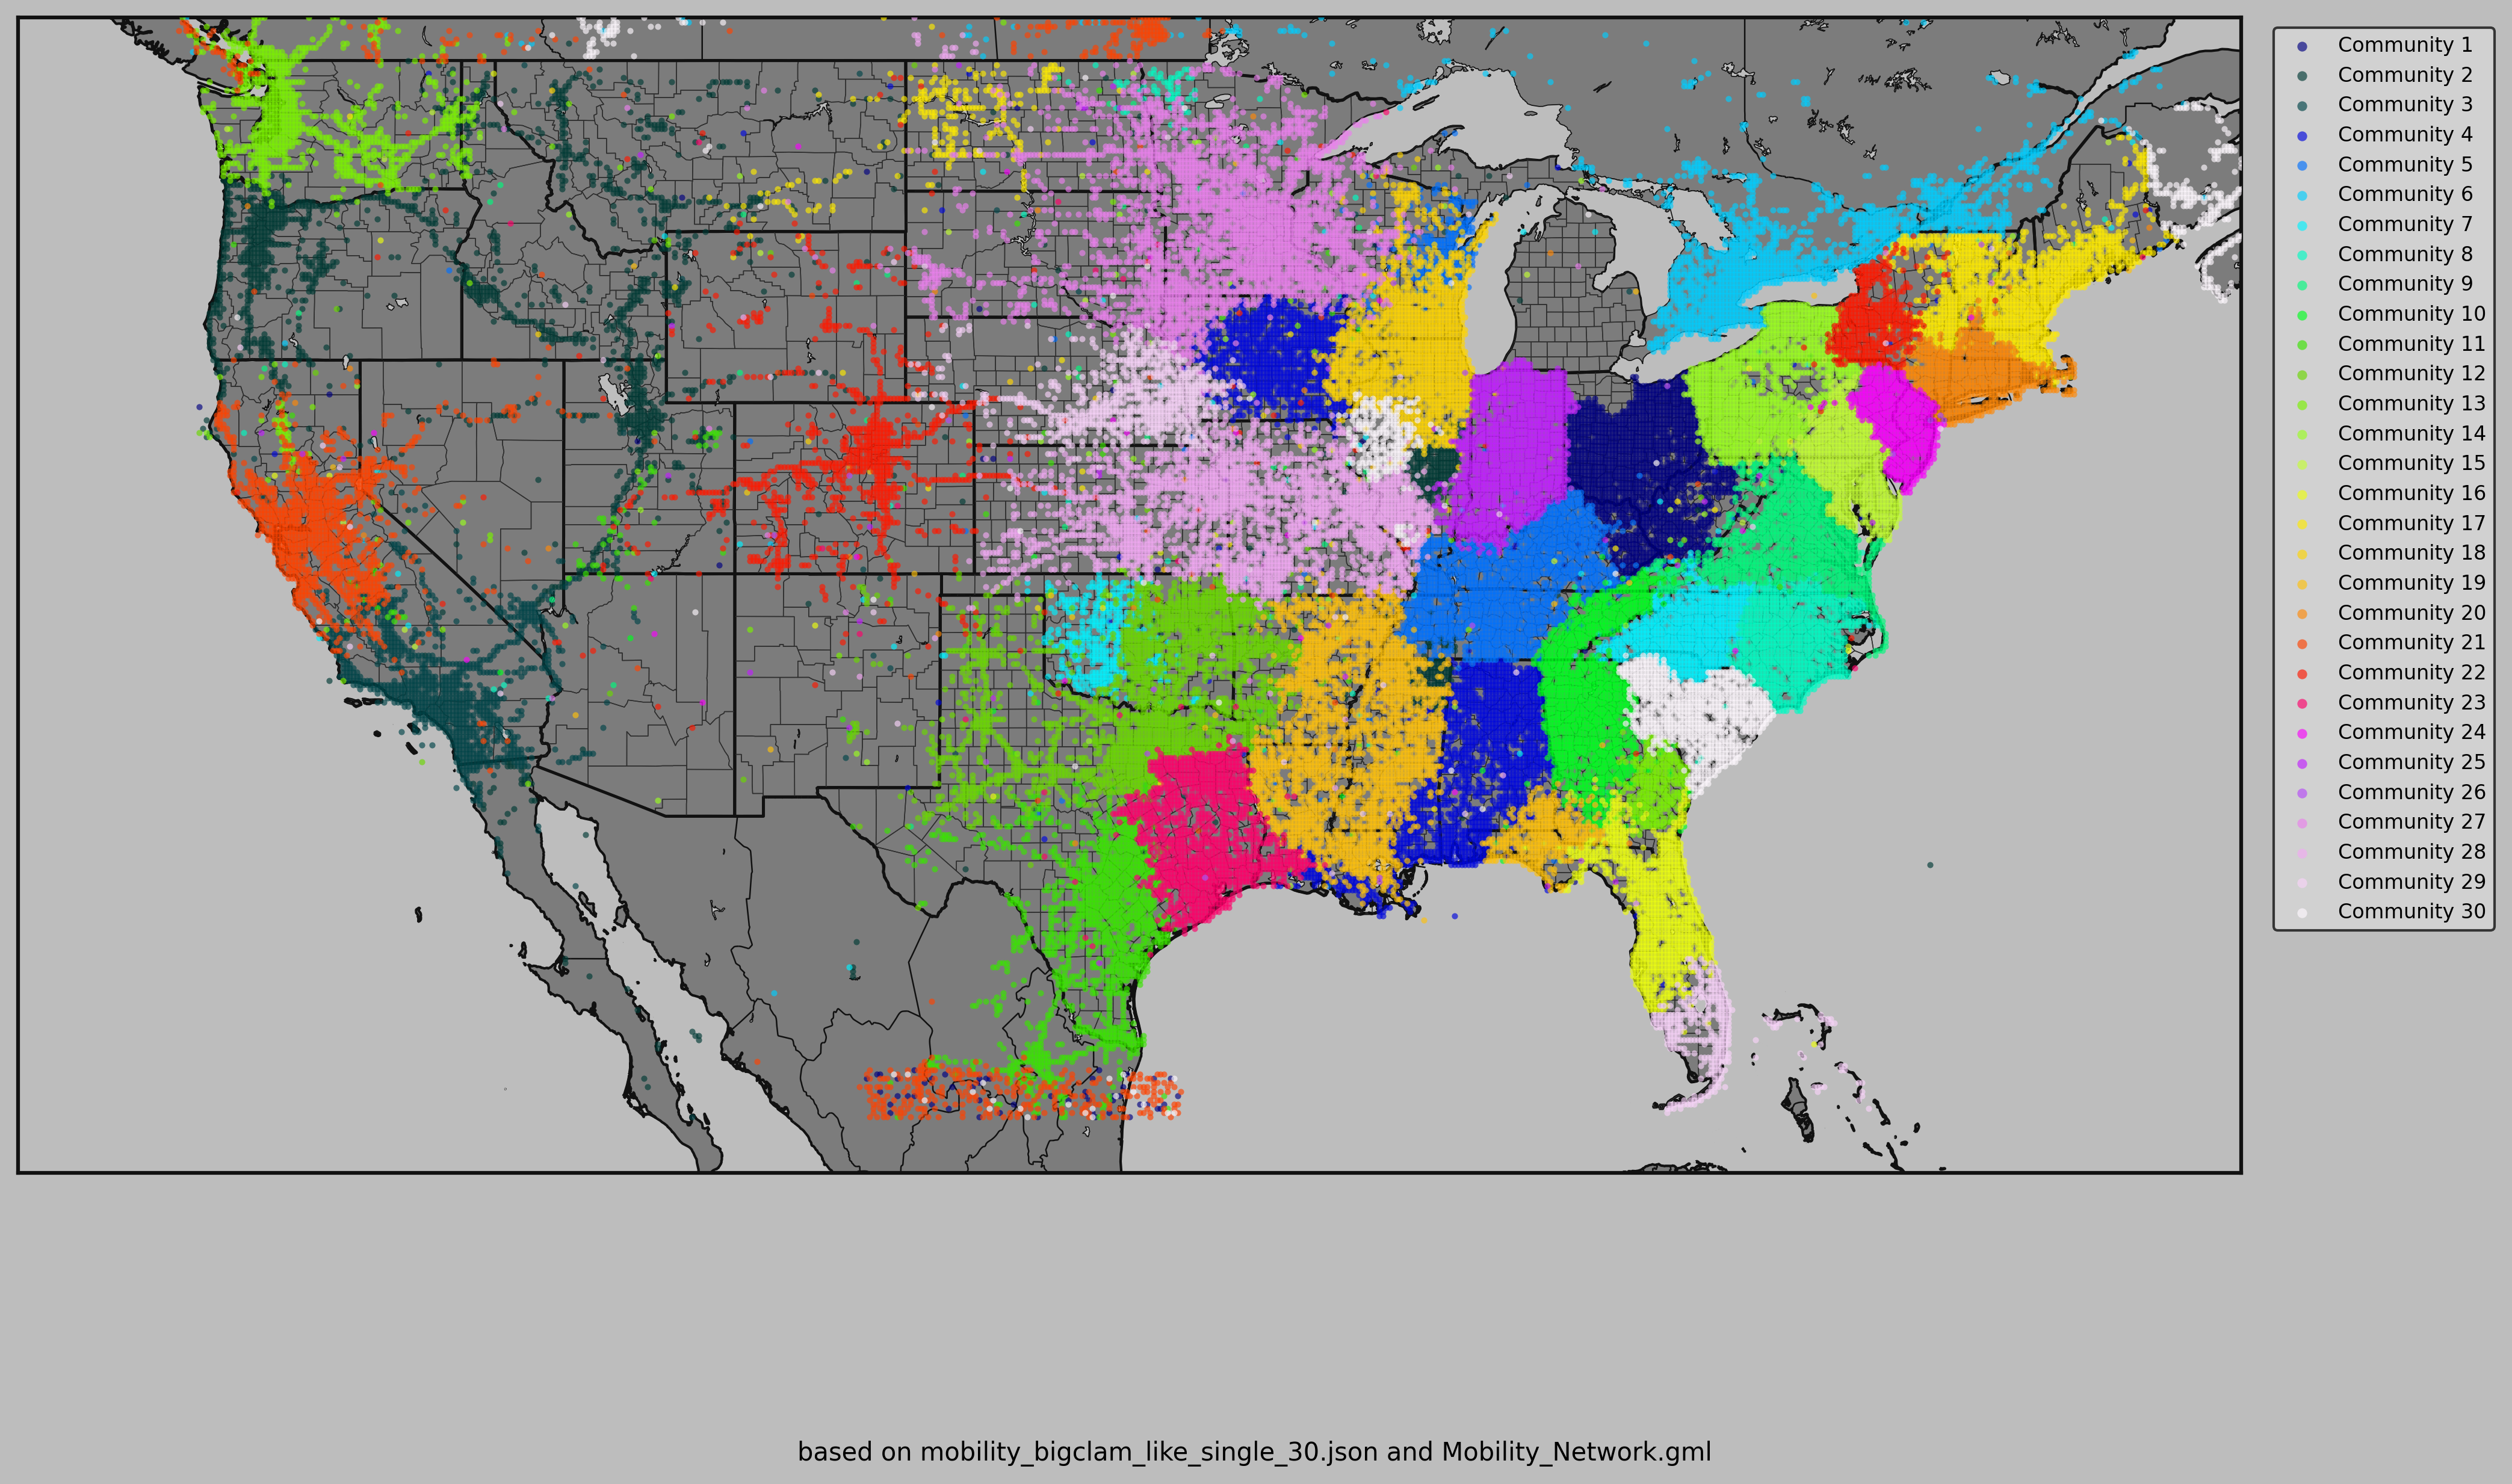 Community 1
Community 2
Community 3
Community 4
Community 5
Community 6
Community 7
Community 8
Community 9
Community 10
Community 11
Community 12
Community 13
Community 14
Community 15
Community 16
Community 17
Community 18
Community 19
Community 20
Community 21
Community 22
Community 23
Community 24
Community 25
Community 26
Community 27
Community 28
Community 29
Community 30
based on mobility_bigclam_like_single_30.json and Mobility_Network.gml